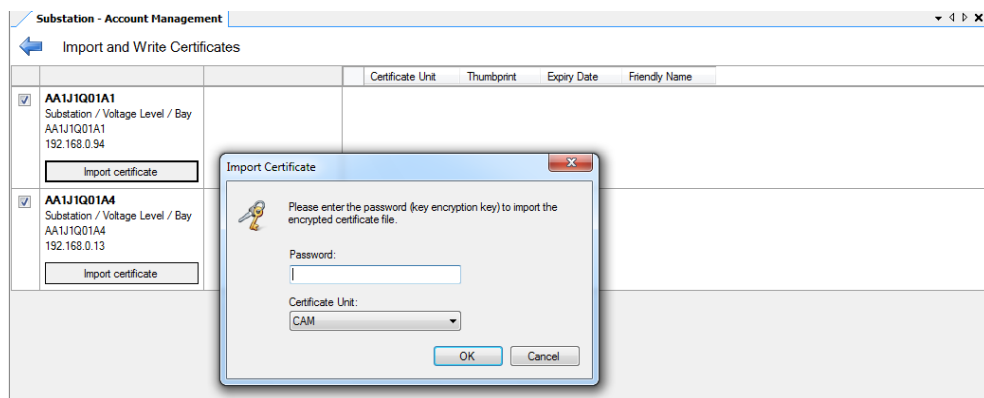 Substation - Account Management
Import and Write Certificates
Certificate Unit Thumbprint Expiry Date Friendly Name
AA1J1Q01A1
Substation / Voltage Level / Bay
AA1J1Q01A1
192.168.0.94
Import certificate
AA1J1Q01A4
Substation / Voltage Level / Bay
AA1J1Q01A4
192.168.0.13
Import certificate
Import Certificate
Please enter the password (key encryption key) to import the
encrypted certificate file.
Password:
Certificate Unit:
CAM
OK Cancel